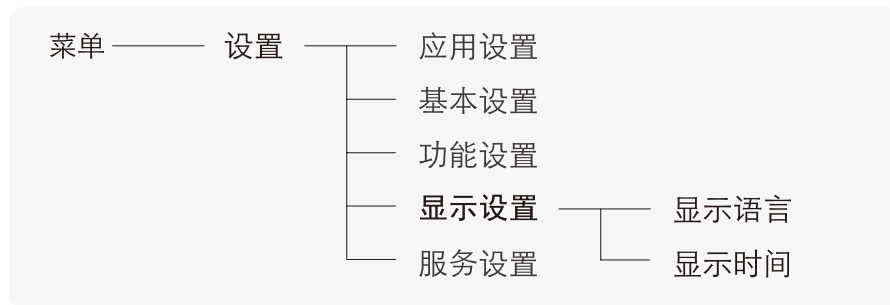 菜单 设置 应用设置
基本设置
功能设置
显示设置 显示语言
服务设置 显示时间